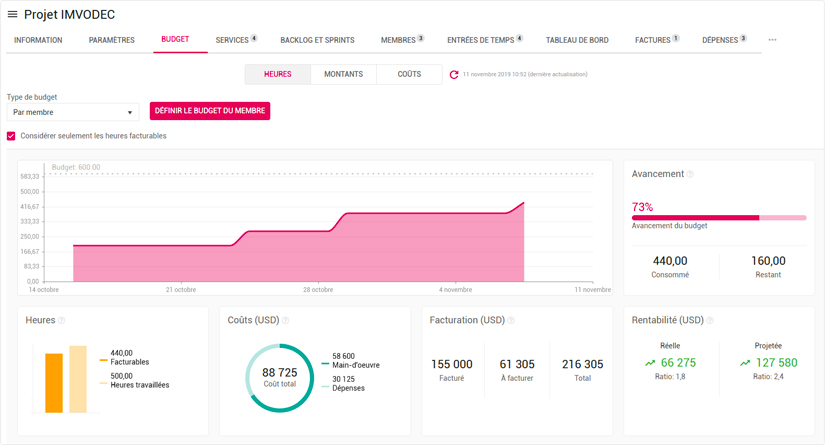 Projet IMVODEC
INFORMATION PARAMÈTRES BUDGET SERVICES 4 BACKLOG ET SPRINTS MEMBRES 3 ENTRÉES DE TEMPS 4 TABLEAU DE BORD FACTURES 1 DÉPENSES 3
HEURES MONTANTS COÛTS 11 novembre 2019 10:52 (dernière actualisation)
Type de budget
Par membre DÉFINIR LE BUDGET DU MEMBRE
Considérer seulement les heures facturables
Budget: 600.00
583,33
500,00
416,67
333,33
250,00
166,67
83,33
0,00
14 octobre 21 octobre 28 octobre 4 novembre 11 novembre
Avancement ?
73%
Avancement du budget
440,00 160,00
Consommé Restant
Heures ?
440,00
Facturables
500,00
Heures travaillées
Coûts (USD) ?
88 725
Coût total
58 600
Main-d'oeuvre
30 125
Dépenses
Facturation (USD) ?
155 000 61 305 216 305
Facturé À facturer Total
Rentabilité (USD) ?
Réelle Projetée
66 275 127 580
Ratio: 1,8 Ratio: 2,4